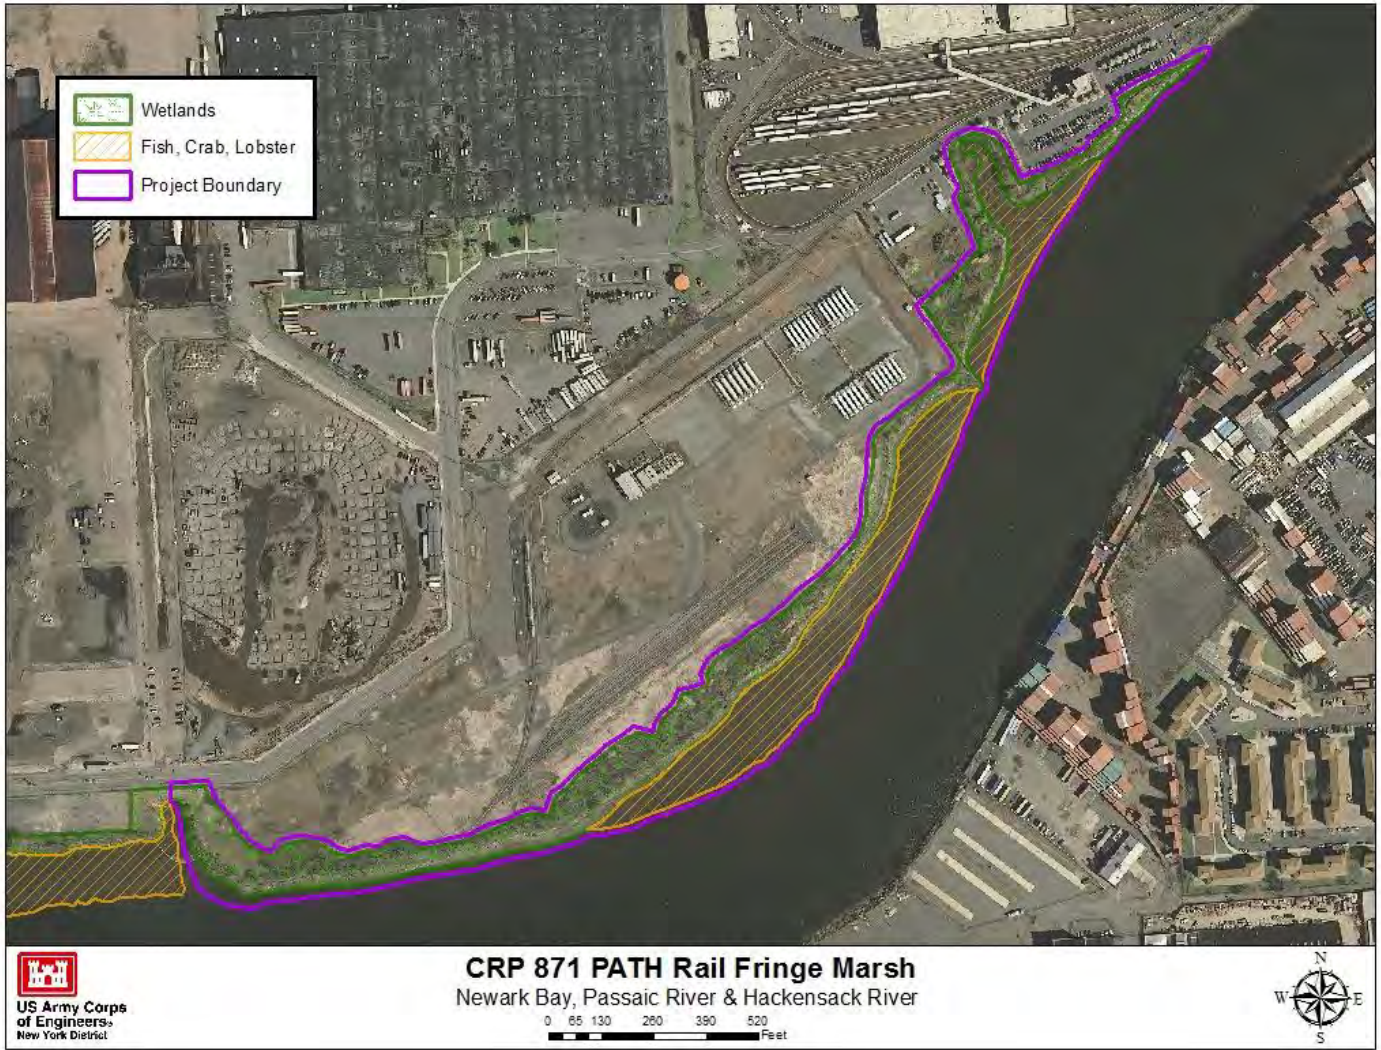 Wetlands
Fish, Crab, Lobster
Project Boundary
US Army Corps
of Engineers®
New York District
CRP 871 PATH Rail Fringe Marsh
Newark Bay, Passaic River & Hackensack River
0 65 130 260 390 520
Feet
N
W E
S